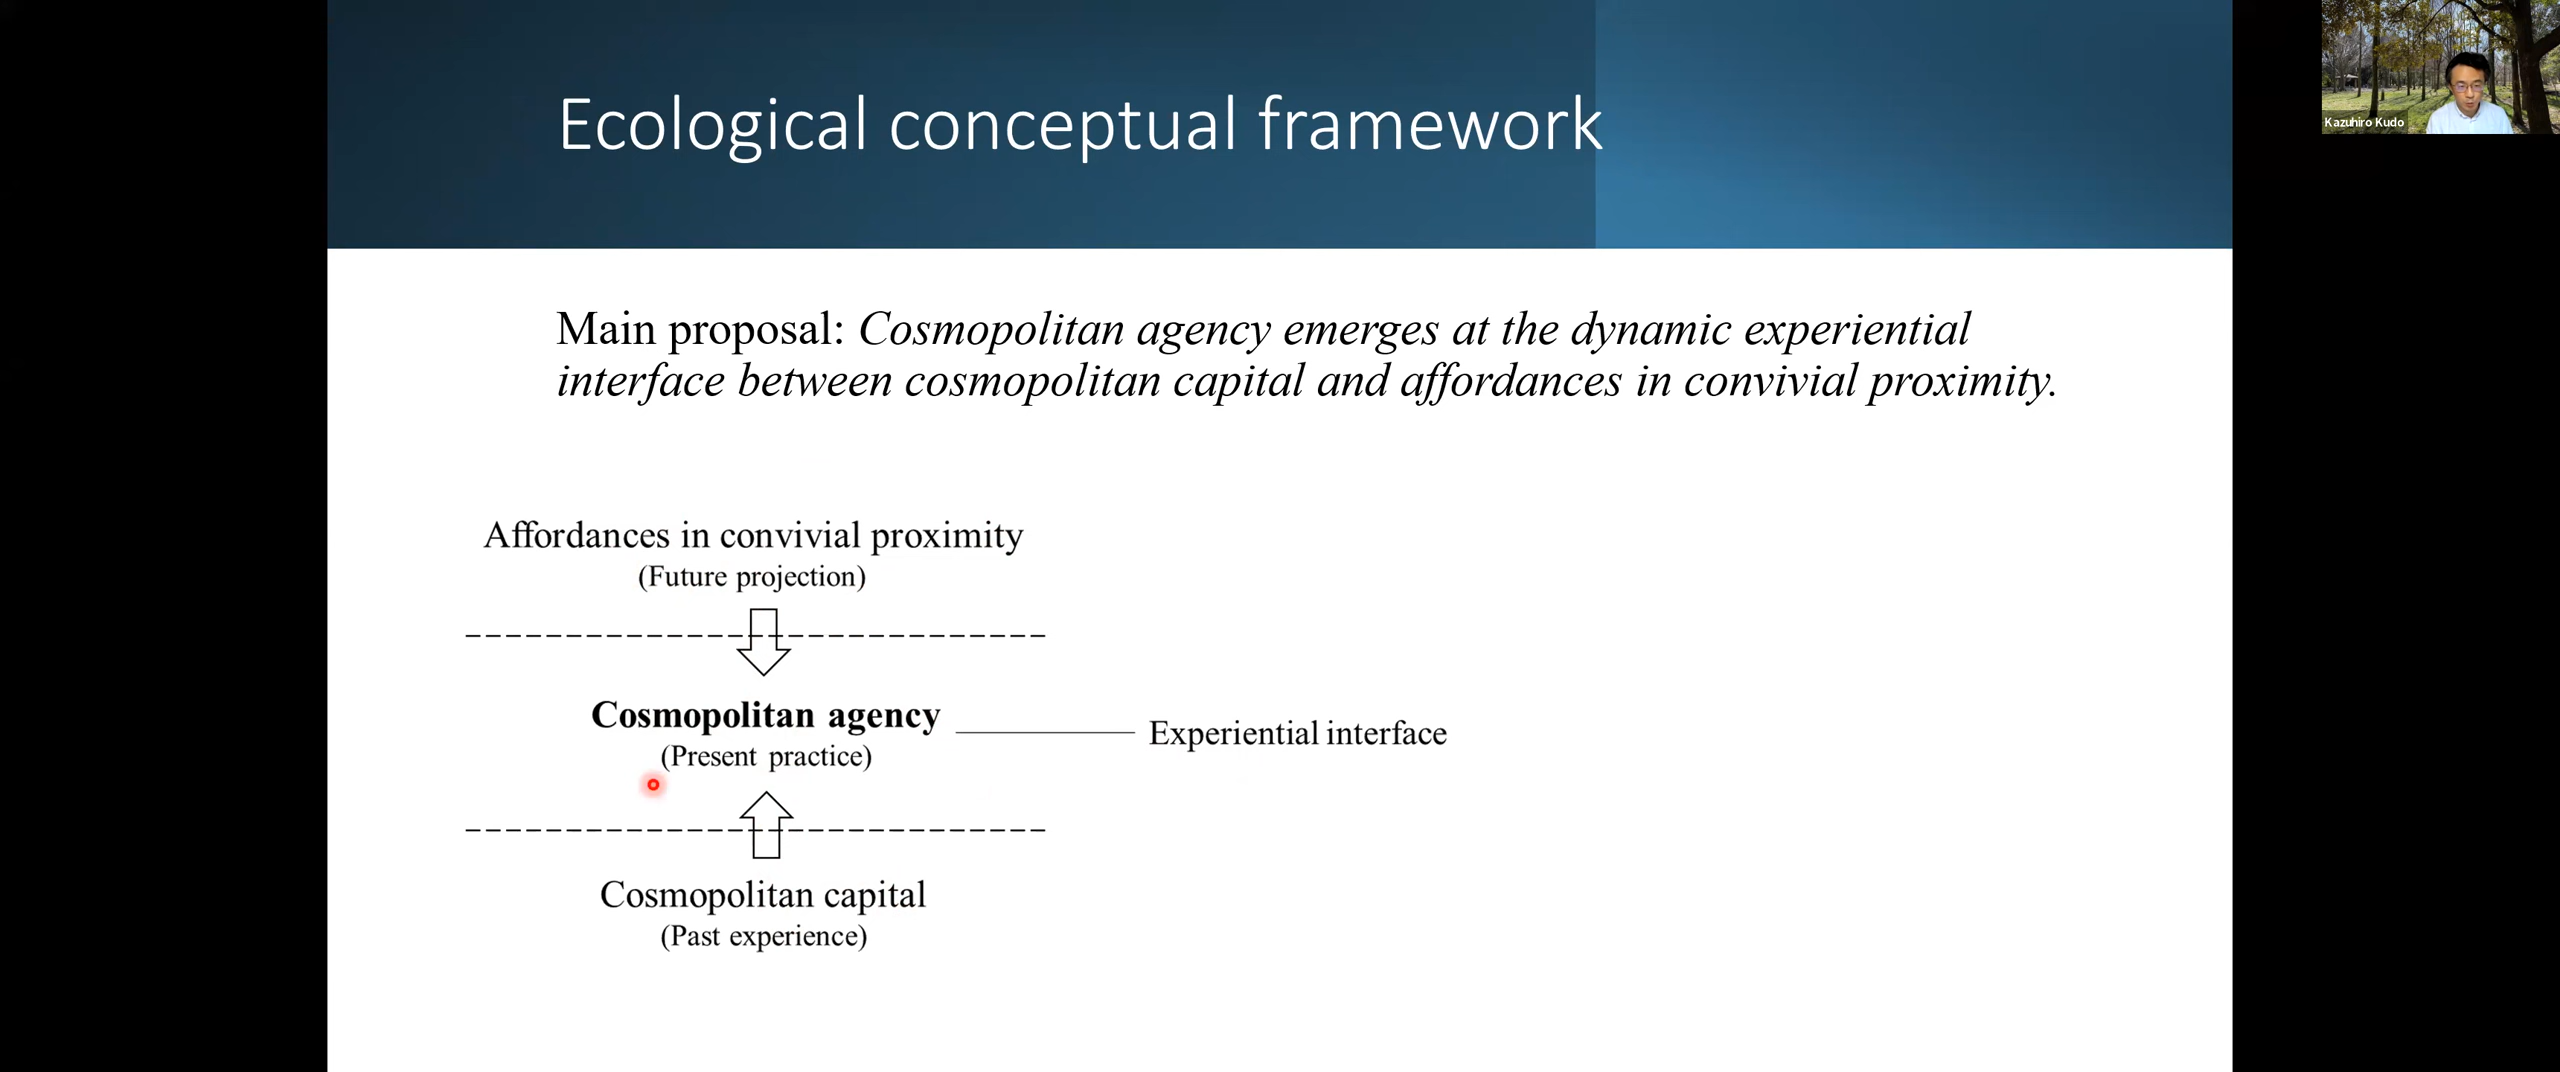 Ecological conceptual framework
Kazuhiro Kudo
Main proposal: Cosmopolitan agency emerges at the dynamic experiential
interface between cosmopolitan capital and affordances in convivial proximity.
Affordances in convivial proximity
(Future projection)
Cosmopolitan agency
(Present practice)
Experiential interface
Cosmopolitan capital
(Past experience)